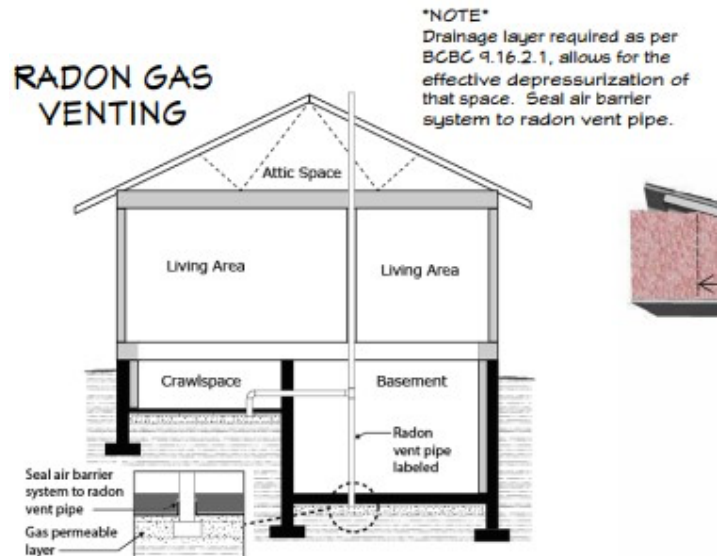 RADON GAS
VENTING
*NOTE*
Drainage layer required as per
BCBC 9.16.2.1, allows for the
effective depressurization of
that space. Seal air barrier
system to radon vent pipe.
Attic Space
Living Area
Living Area
Crawlspace
Basement
Radon
vent pipe
labeled
Seal air barrier
system to radon
vent pipe
Gas permeable
layer